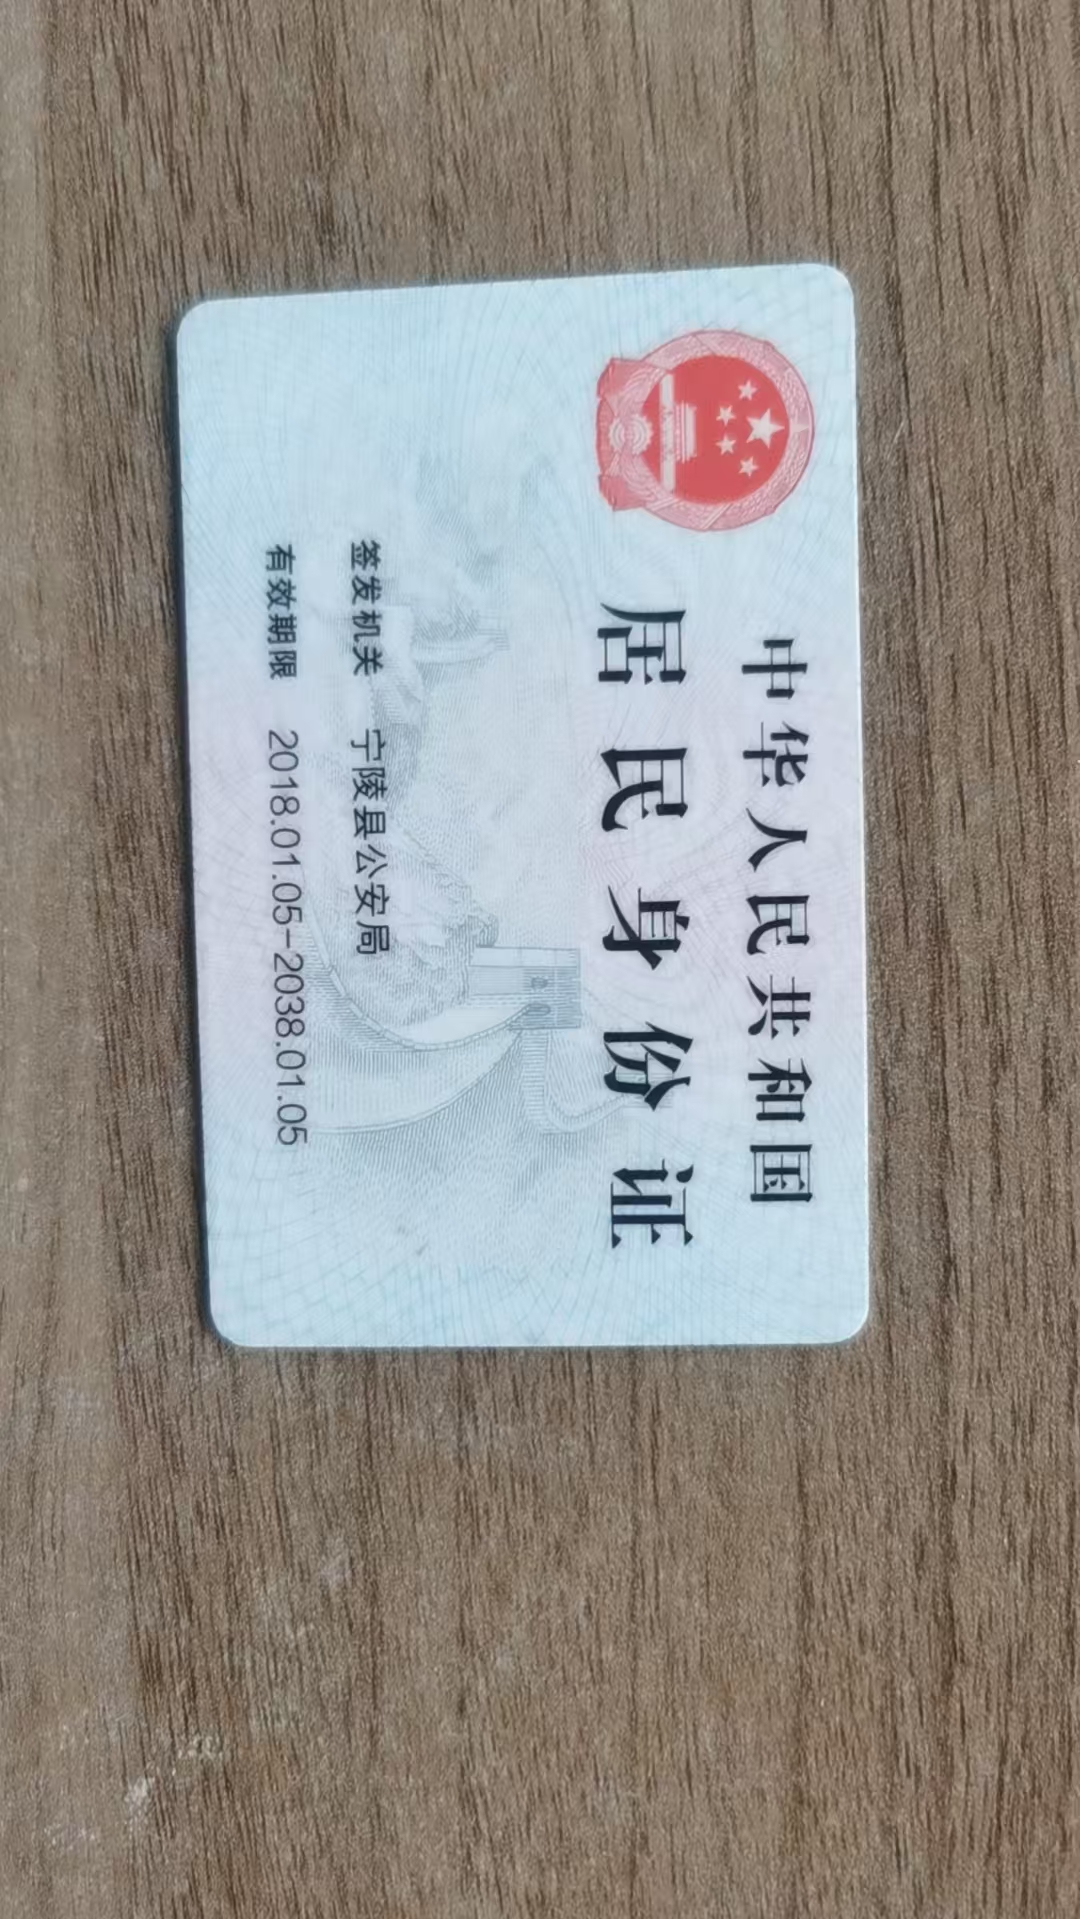 中华人民共和国
居民身份证
签发机关 宁陵县公安局
有效期限 2018.01.05-2038.01.05